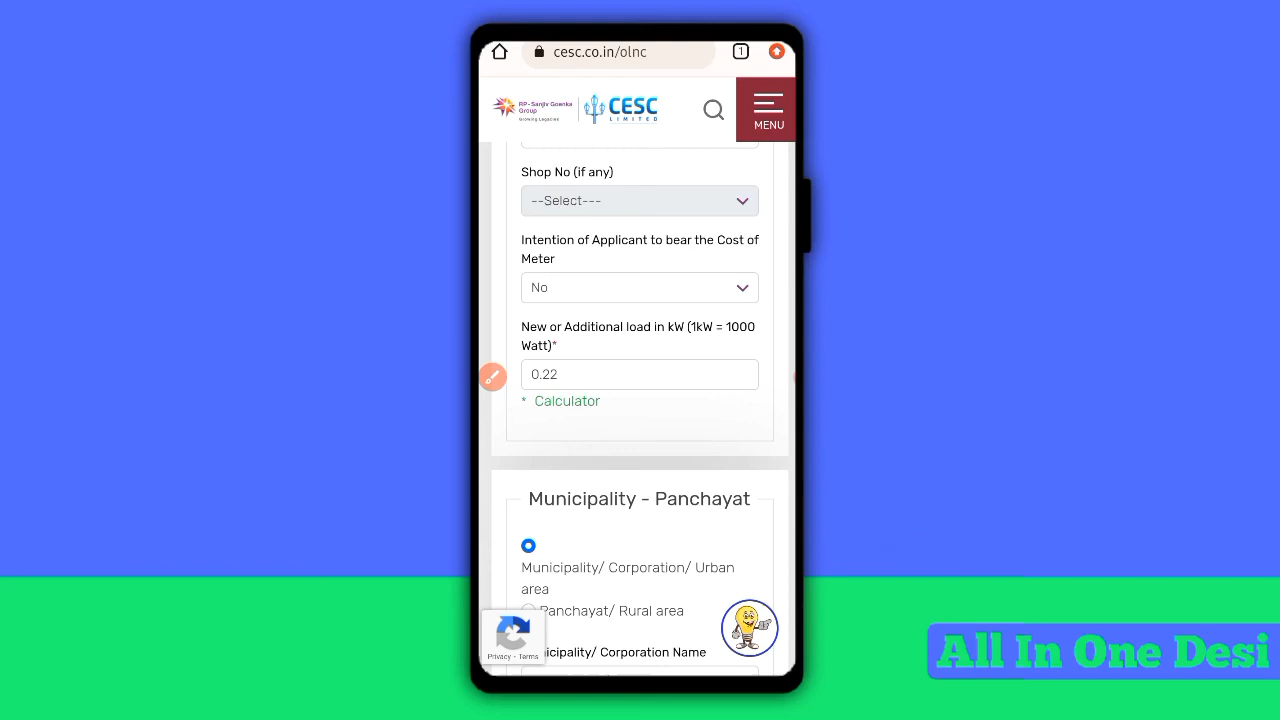 cesc.co.in/olnc
1
RP-Sanjiv Goenka
Group
Growing Legacies
CESC
LIMITED
MENU
Shop No (if any)
--Select---
Intention of Applicant to bear the Cost of
Meter
No
New or Additional load in kW (1kW = 1000
Watt)*
0.22
* Calculator
Municipality - Panchayat
Municipality/ Corporation/ Urban
area
Panchayat/ Rural area
Privacy - Terms
Corporation Name
All In One Desi